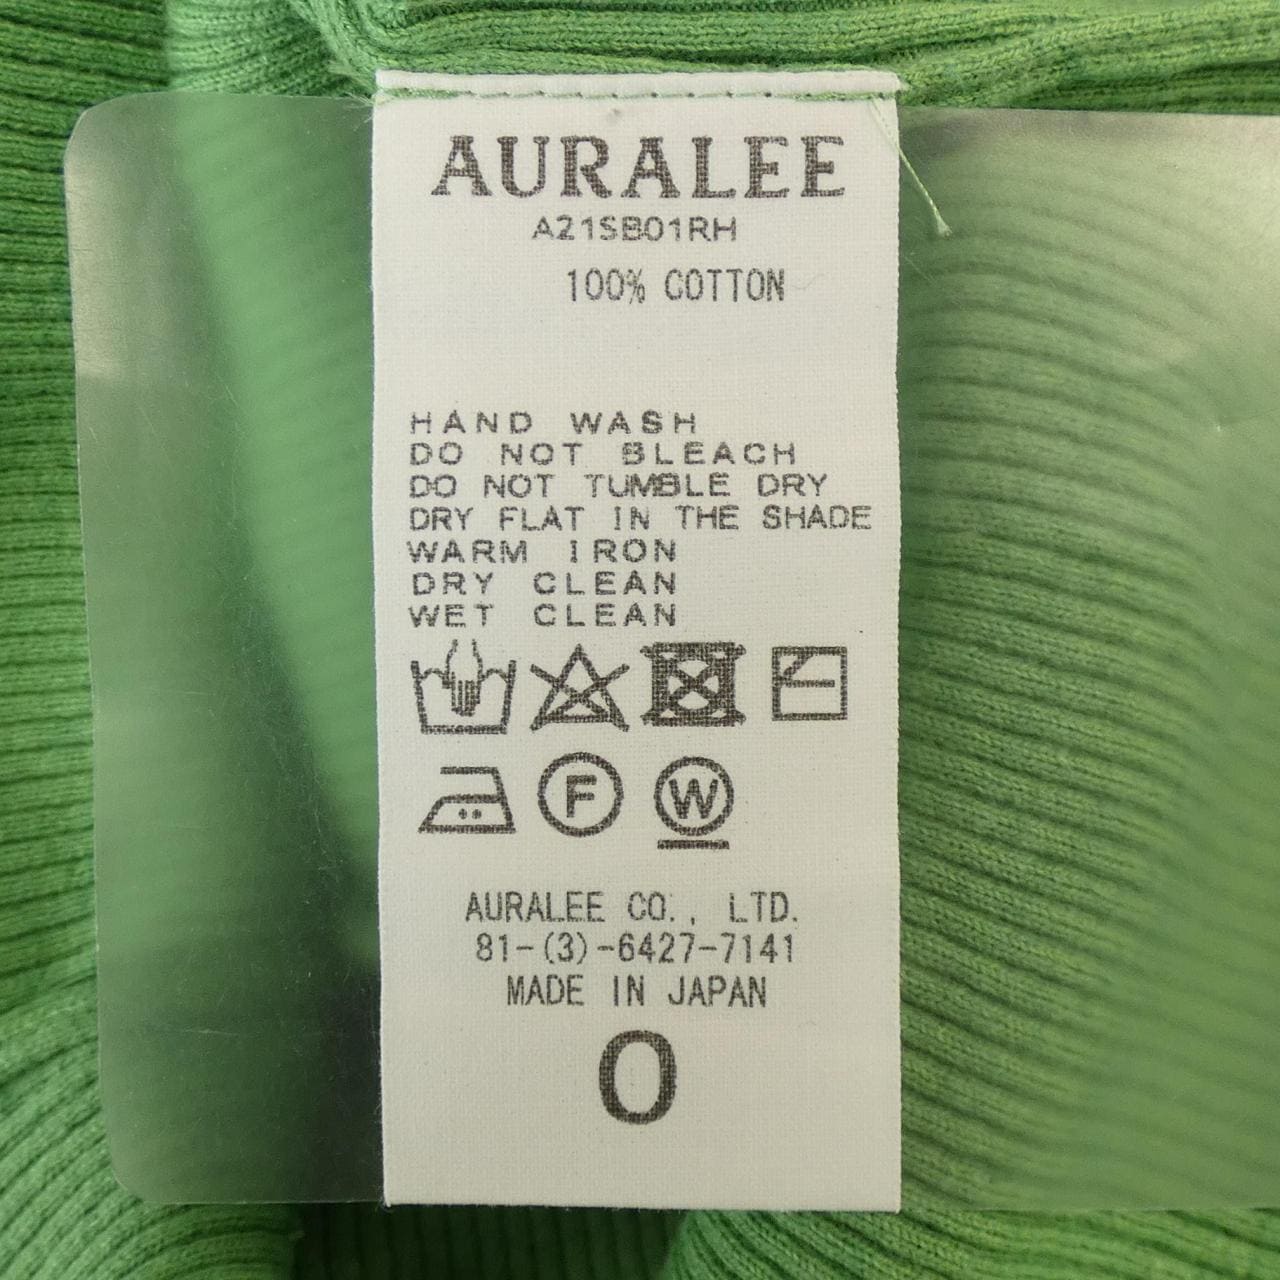 AURALEE
A21SB01RH
100% COTTON
HAND WASH
DO NOT BLEACH
DO NOT TUMBLE DRY
DRY FLAT IN THE SHADE
WARM IRON
DRY CLEAN
WET CLEAN
F W
AURALEE CO., LTD.
81-(3)-6427-7141
MADE IN JAPAN
0